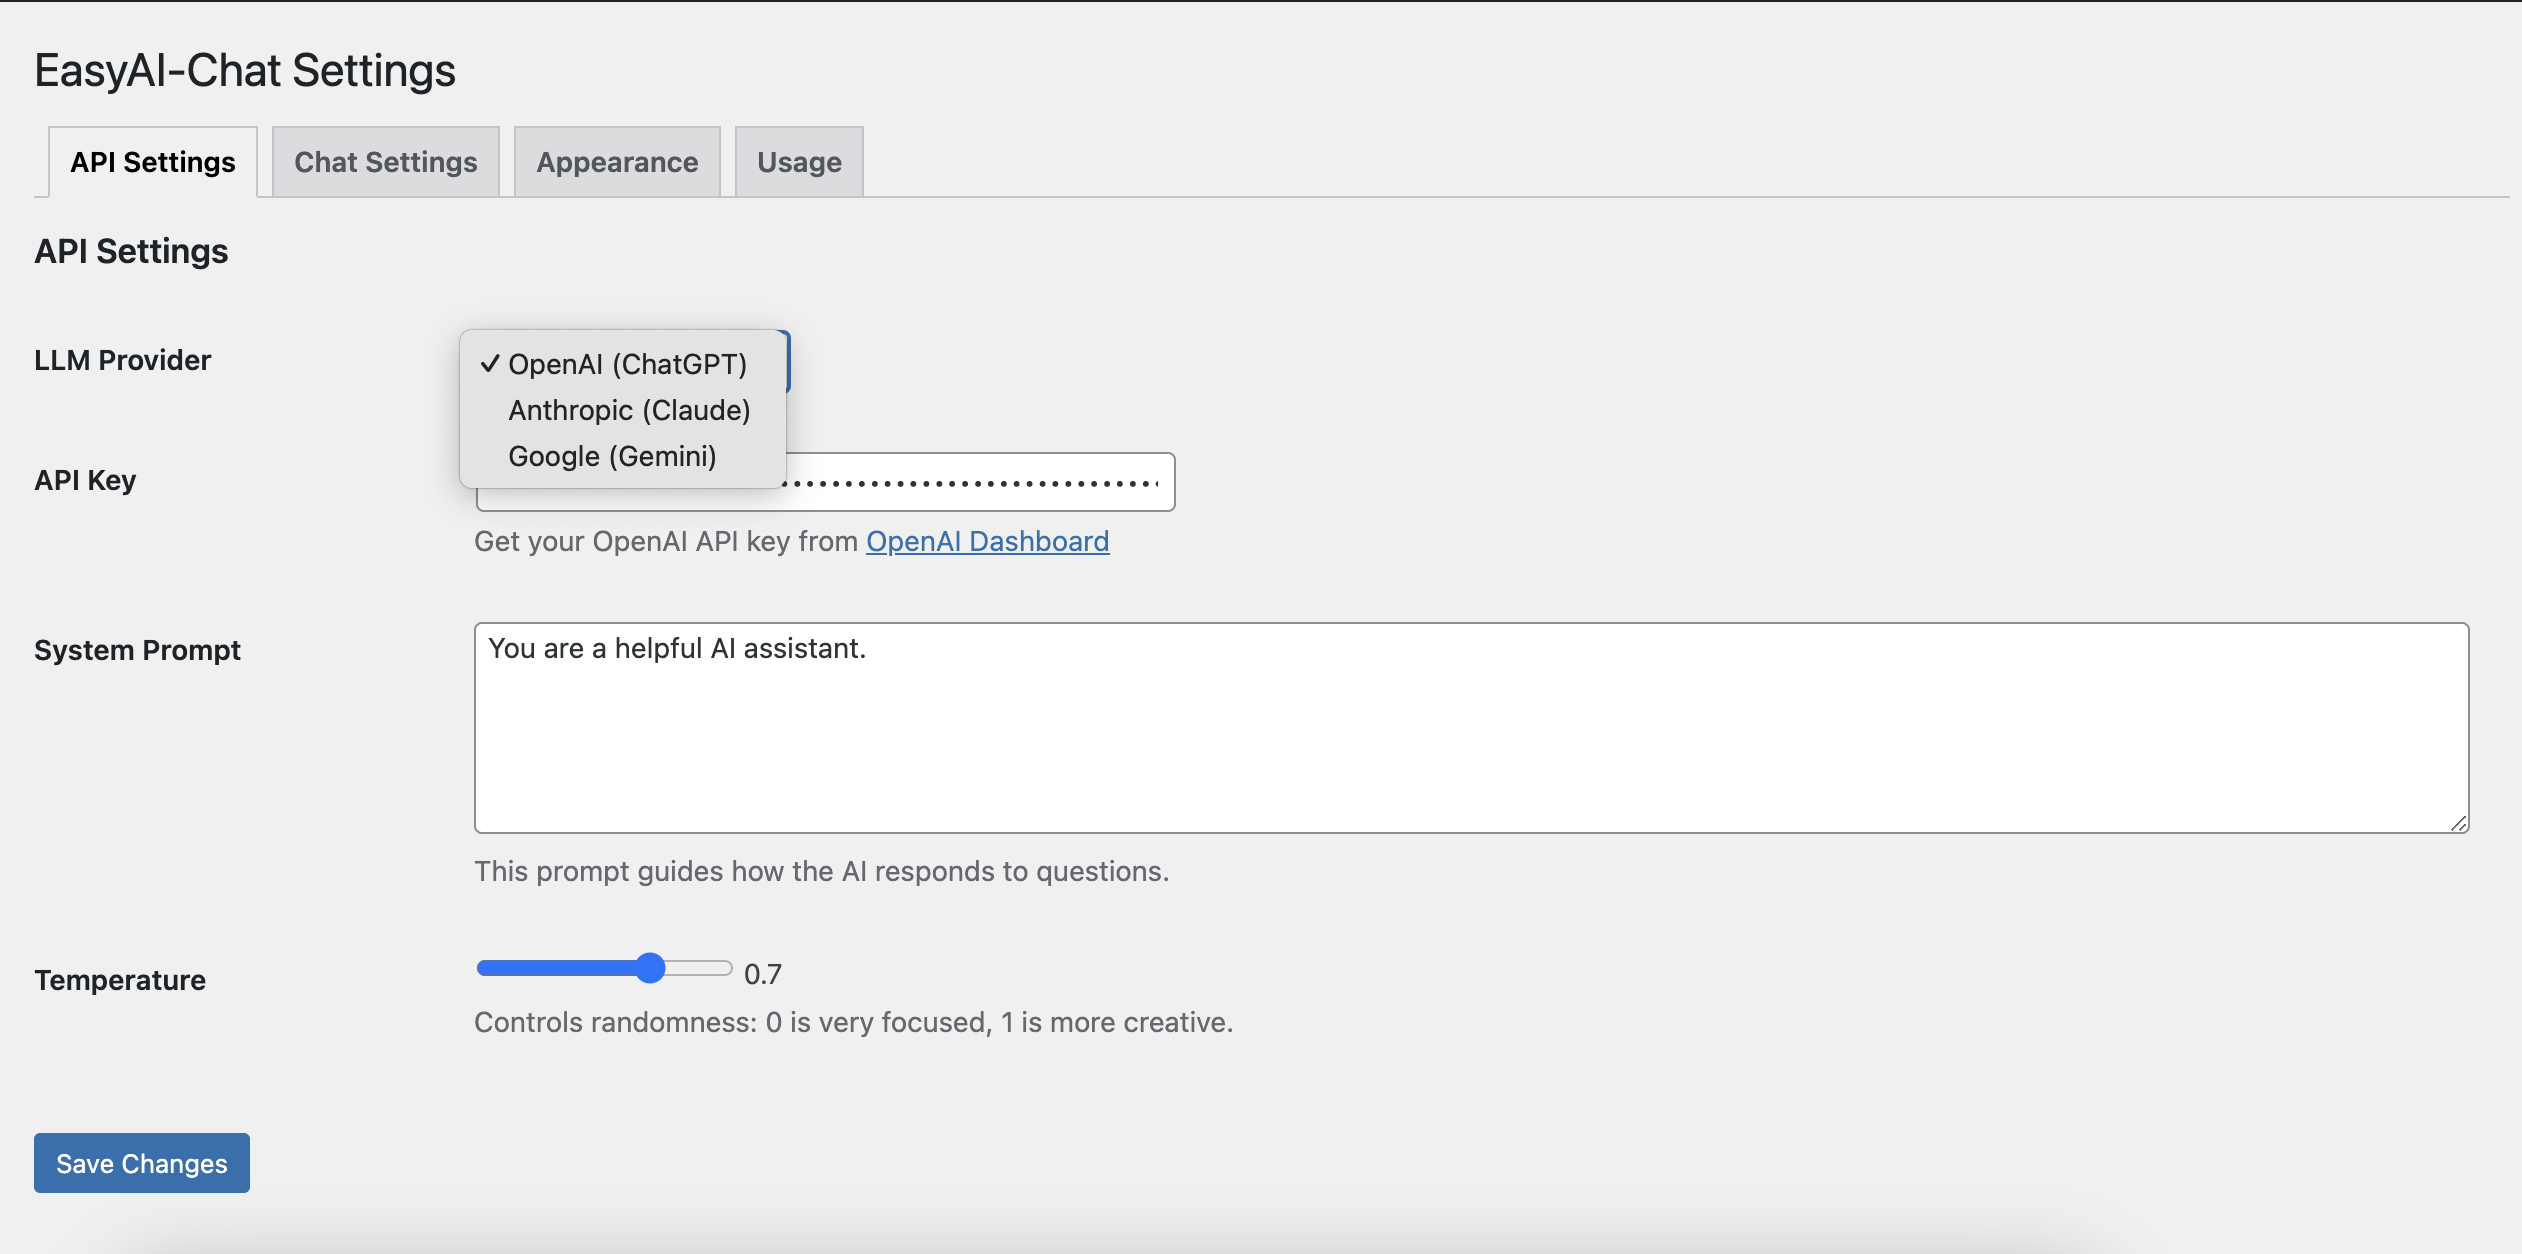 EasyAI-Chat Settings
API Settings
Chat Settings
Appearance
Usage
API Settings
LLM Provider
✓ OpenAI (ChatGPT)
Anthropic (Claude)
Google (Gemini)
API Key
Get your OpenAI API key from OpenAI Dashboard
System Prompt
You are a helpful AI assistant.
This prompt guides how the AI responds to questions.
Temperature
0.7
Controls randomness: 0 is very focused, 1 is more creative.
Save Changes